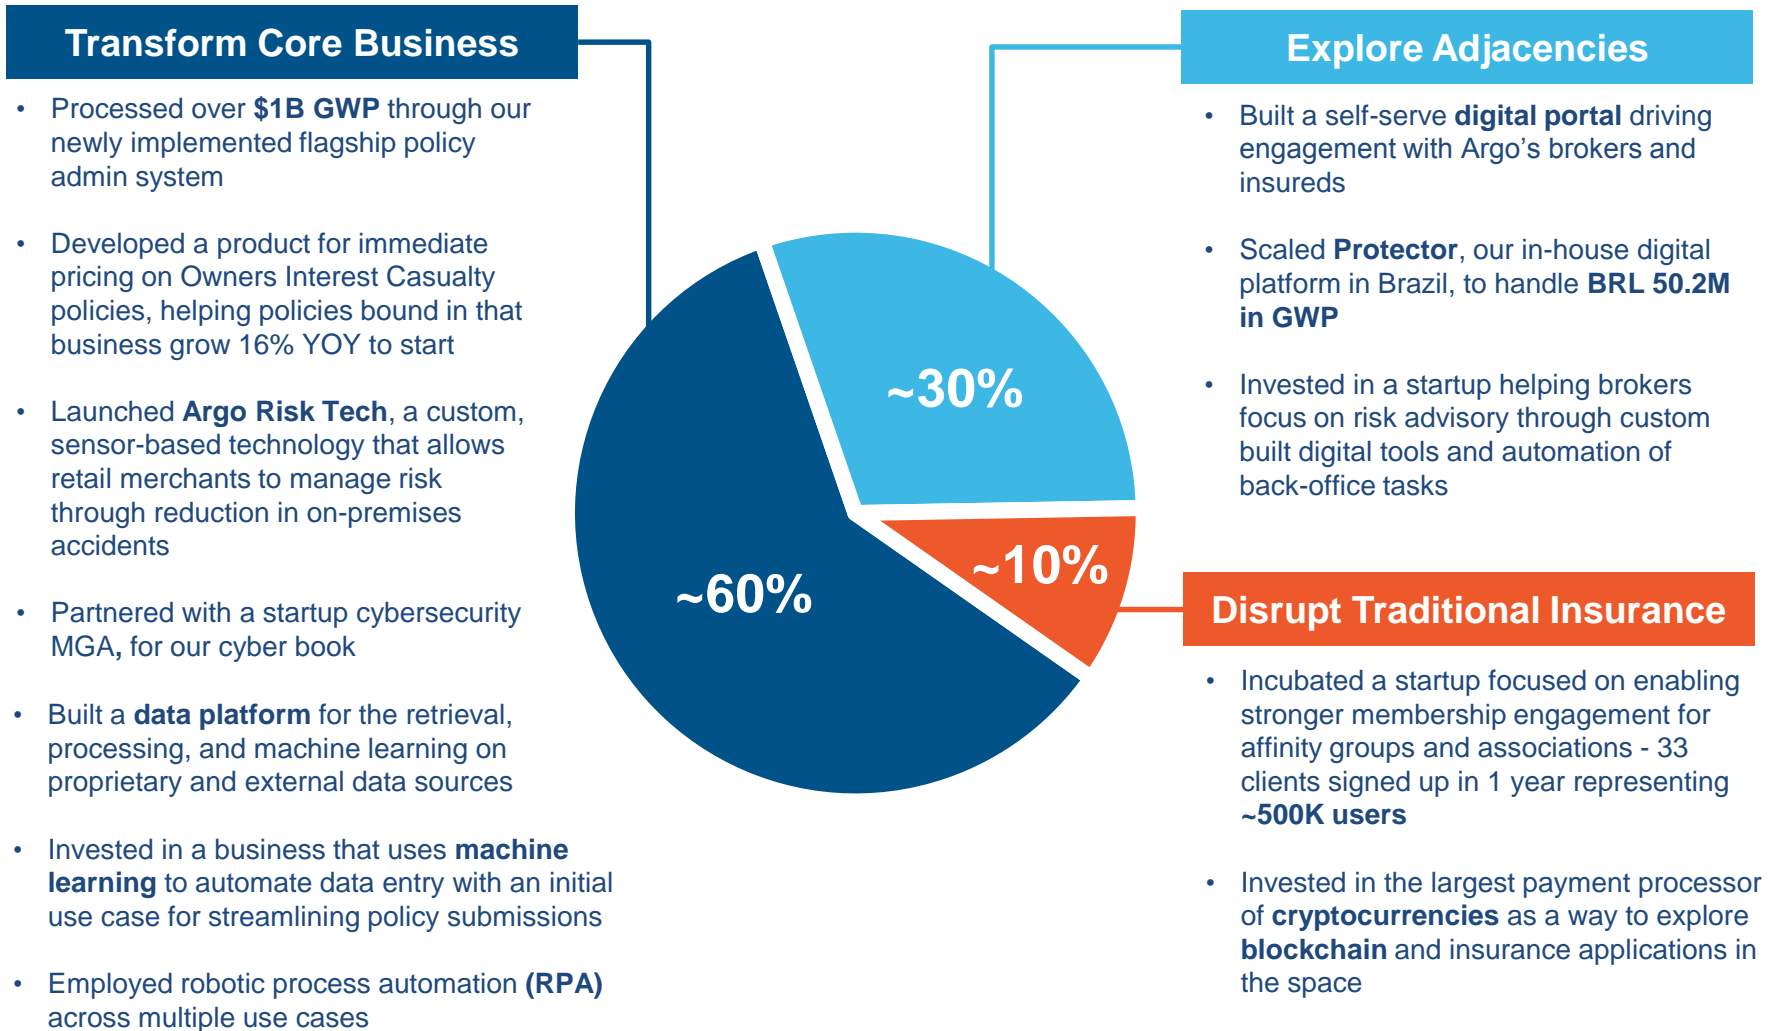 Transform Core Business
• Processed over $1B GWP through our
newly implemented flagship policy
admin system
• Developed a product for immediate
pricing on Owners Interest Casualty
policies, helping policies bound in that
business grow 16% YOY to start
• Launched Argo Risk Tech, a custom,
sensor-based technology that allows
retail merchants to manage risk
through reduction in on-premises
accidents
• Partnered with a startup cybersecurity
MGA, for our cyber book
• Built a data platform for the retrieval,
processing, and machine learning on
proprietary and external data sources
• Invested in a business that uses machine
learning to automate data entry with an initial
use case for streamlining policy submissions
• Employed robotic process automation (RPA)
across multiple use cases
~60%
~30%
~10%
Explore Adjacencies
• Built a self-serve digital portal driving
engagement with Argo’s brokers and
insureds
• Scaled Protector, our in-house digital
platform in Brazil, to handle BRL 50.2M
in GWP
• Invested in a startup helping brokers
focus on risk advisory through custom
built digital tools and automation of
back-office tasks
Disrupt Traditional Insurance
• Incubated a startup focused on enabling
stronger membership engagement for
affinity groups and associations - 33
clients signed up in 1 year representing
~500K users
• Invested in the largest payment processor
of cryptocurrencies as a way to explore
blockchain and insurance applications in
the space